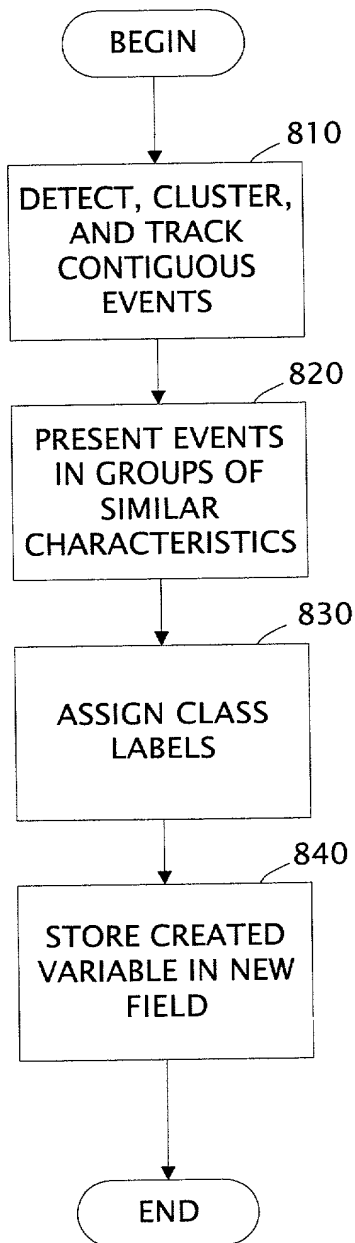 BEGIN
810
DETECT, CLUSTER,
AND TRACK
CONTIGUOUS
EVENTS
820
PRESENT EVENTS
IN GROUPS OF
SIMILAR
CHARACTERISTICS
830
ASSIGN CLASS
LABELS
840
STORE CREATED
VARIABLE IN NEW
FIELD
END